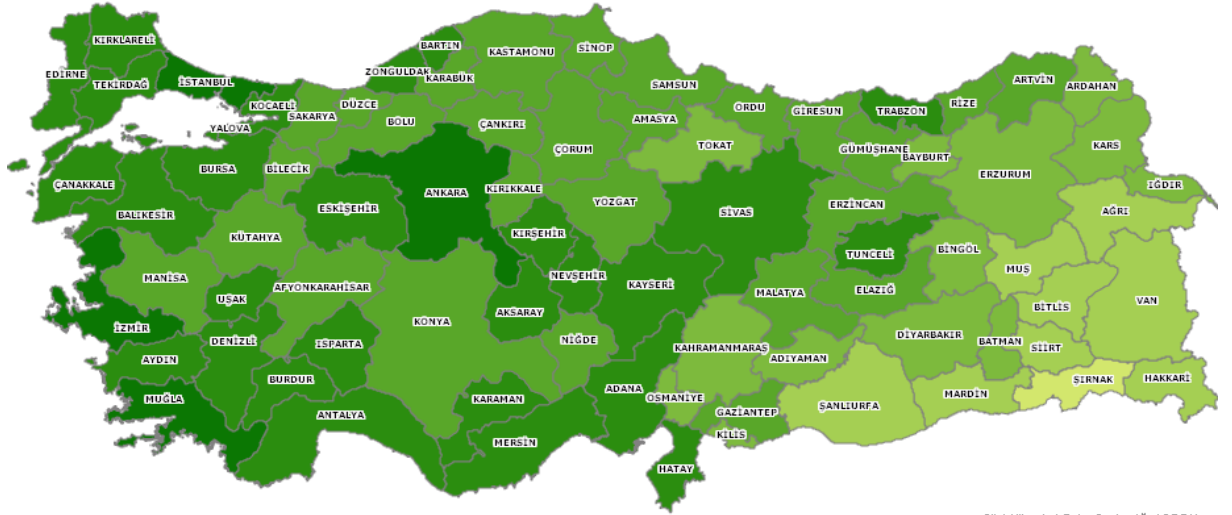 KIRKLARELİ
EDİRNE
TEKİRDAĞ
İSTANBUL
KOCAELİ
YALOVA
SAKARYA
DÜZCE
BOLU
ZONGULDAK
BARTIN
KARABÜK
KASTAMONU
SİNOP
ÇANKIRI
SAMSUN
AMASYA
ÇORUM
ORDU
TOKAT
GİRESUN
TRABZON
RİZE
ARTVİN
ARDAHAN
GÜMÜŞHANE
BAYBURT
KARS
ERZURUM
IĞDIR
AĞRI
ÇANAKKALE
BURSA
BİLECİK
BALIKESİR
ESKİŞEHİR
KÜTAHYA
ANKARA
KIRIKKALE
YOZGAT
KIRŞEHİR
SİVAS
ERZİNCAN
TUNCELİ
BİNGÖL
MUŞ
MANİSA
UŞAK
AFYONKARAHİSAR
NEVŞEHİR
KAYSERİ
MALATYA
ELAZIĞ
BİTLİS
VAN
İZMİR
DENİZLİ
ISPARTA
KONYA
AKSARAY
NİĞDE
KAHRAMANMARAŞ
ADIYAMAN
DİYARBAKIR
BATMAN
SİİRT
AYDIN
BURDUR
MUĞLA
ANTALYA
KARAMAN
MERSİN
ADANA
OSMANİYE
GAZİANTEP
KİLİS
HATAY
ŞANLIURFA
MARDİN
ŞIRNAK
HAKKARİ